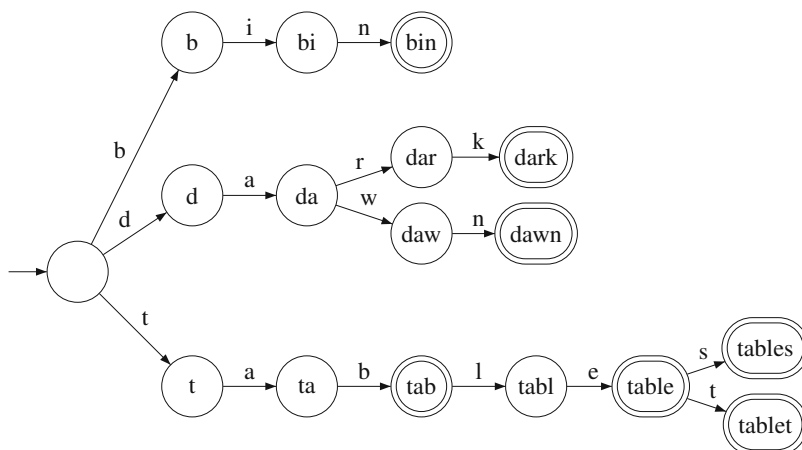 b i bi n bin
b
r dar k dark
d a da
d w
daw n dawn
t
s tables
t a ta b tab l tabl e table
t
tablet